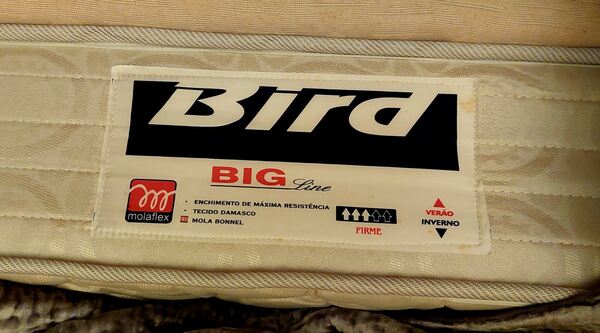 Bird
BIG Line
molaflex
• ENCHIMENTO DE MÁXIMA RESISTÊNCIA
• TECIDO DAMASCO
MOLA BONNEL
FIRME
VERÃO
INVERNO